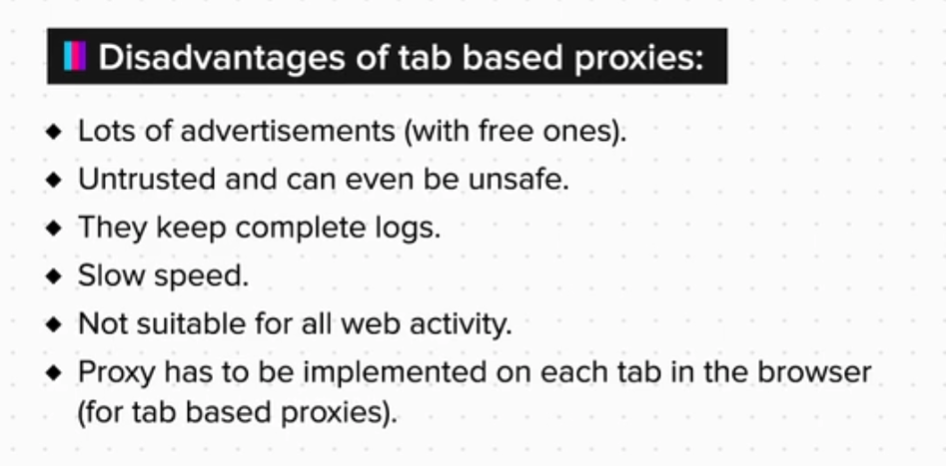 Disadvantages of tab based proxies:
◆ Lots of advertisements (with free ones).
◆ Untrusted and can even be unsafe.
◆ They keep complete logs.
◆ Slow speed.
◆ Not suitable for all web activity.
◆ Proxy has to be implemented on each tab in the browser
(for tab based proxies).